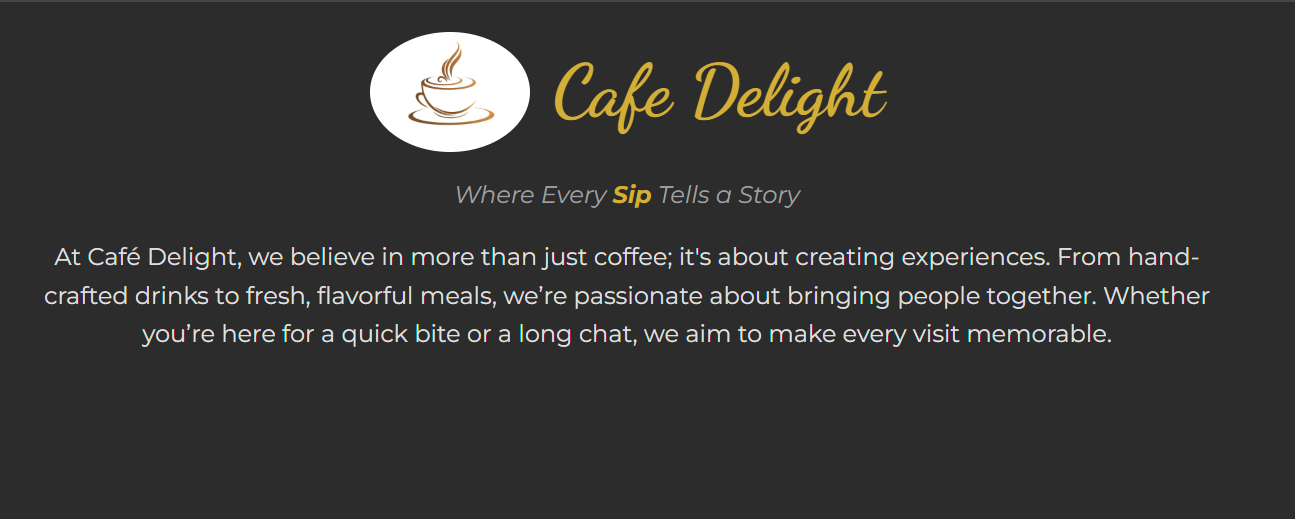 Cafe Delight
Where Every Sip Tells a Story
At Café Delight, we believe in more than just coffee; it's about creating experiences. From hand-
crafted drinks to fresh, flavorful meals, we’re passionate about bringing people together. Whether
you’re here for a quick bite or a long chat, we aim to make every visit memorable.